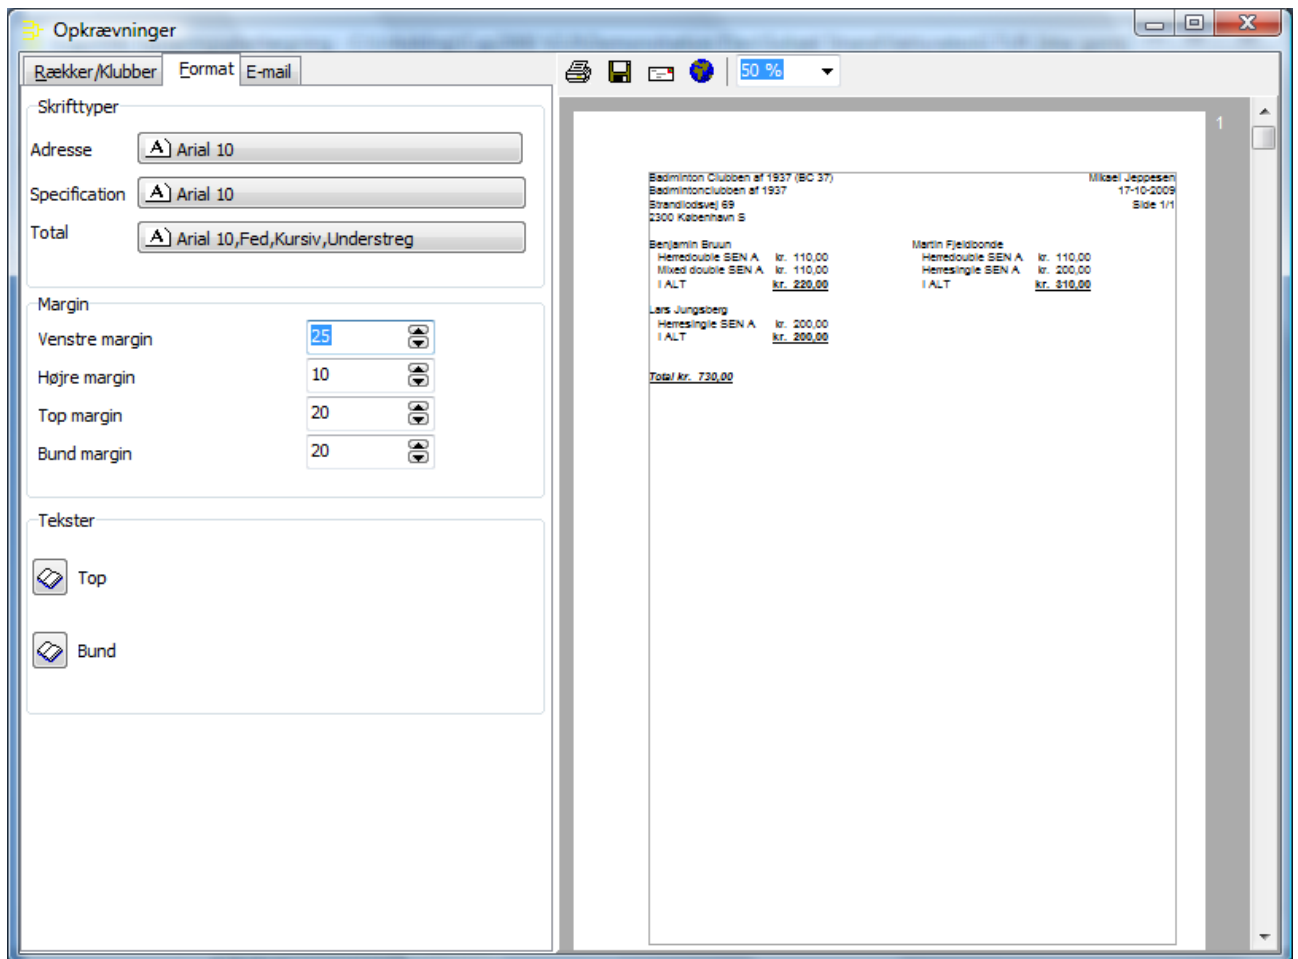 Opkrævninger
Rækker/Klubber Format E-mail
50 %
Skrifttyper
Adresse Arial 10
Specification Arial 10
Total Arial 10,Fed,Kursiv,Understreg
Margin
Venstre margin 25
Højre margin 10
Top margin 20
Bund margin 20
Tekster
Top
Bund
1
Badminton Clubben af 1937 (BC 37) Mikael Jeppesen
Badmintonclubben af 1937 17-10-2009
Strandlodsvej 69 Side 1/1
2300 København S
Benjamin Bruun Martin Fjeldbonde
Herredouble SEN A kr. 110,00 Herredouble SEN A kr. 110,00
Mixed double SEN A kr. 110,00 Herresingle SEN A kr. 200,00
I ALT kr. 220,00 I ALT kr. 310,00
Lars Jungsberg
Herresingle SEN A kr. 200,00
I ALT kr. 200,00
Total kr. 730,00